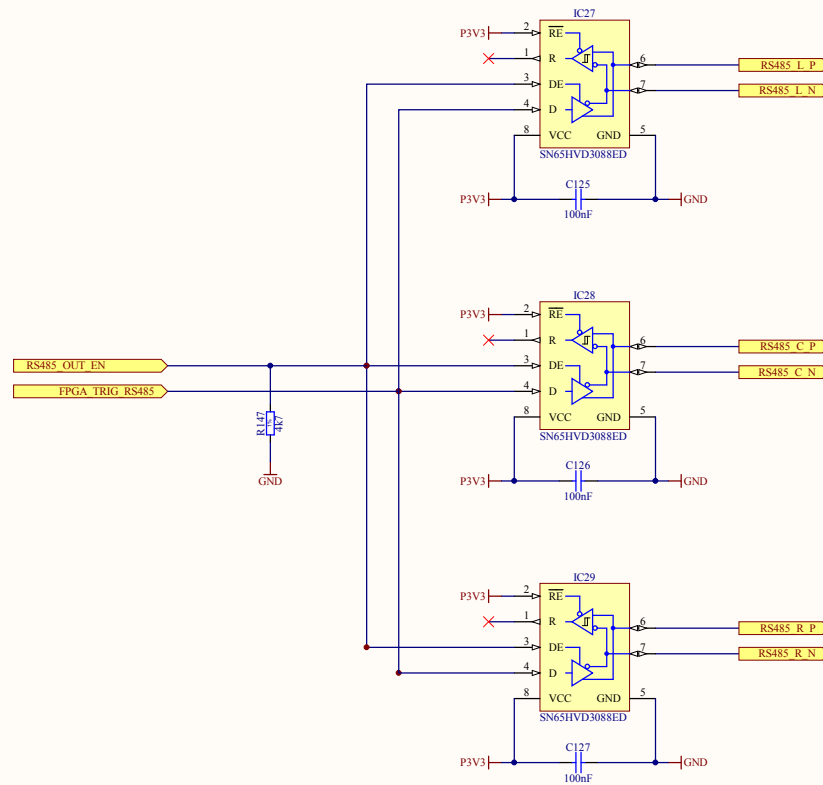 IC27
P3V3
2
RE
1
R
6
RS485_L_P
3
DE
7
RS485_L_N
4
D
8
VCC
GND
5
SN65HVD3088ED
C125
P3V3
GND
100nF
IC28
P3V3
2
RE
1
R
6
RS485_C_P
RS485_OUT_EN
3
DE
7
RS485_C_N
FPGA_TRIG_RS485
4
D
R147
1%
4k7
8
VCC
GND
5
SN65HVD3088ED
GND
C126
P3V3
GND
100nF
IC29
P3V3
2
RE
1
R
6
RS485_R_P
3
DE
7
RS485_R_N
4
D
8
VCC
GND
5
SN65HVD3088ED
C127
P3V3
GND
100nF